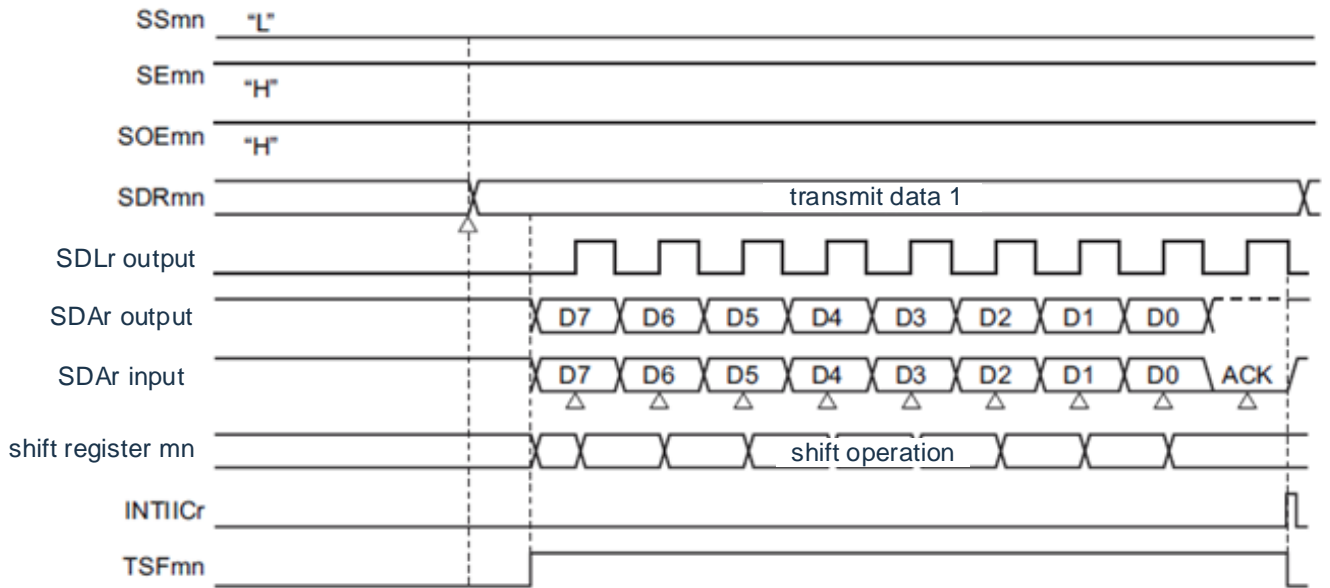 SSmn "L"
SEmn "H"
SOEmn "H"
SDRmn transmit data 1
SDLr output
SDAr output D7 D6 D5 D4 D3 D2 D1 D0
SDAr input D7 D6 D5 D4 D3 D2 D1 D0 ACK
shift register mn shift operation
INTIICr
TSFmn